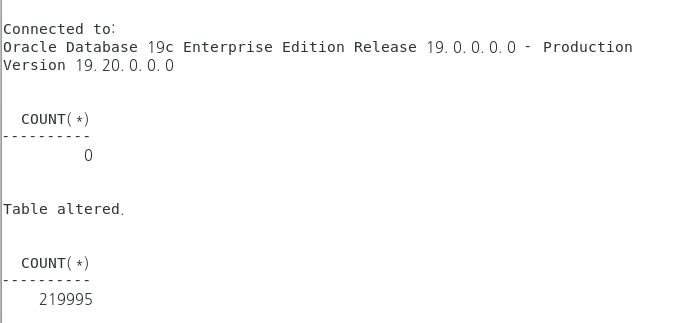 Connected to:
Oracle Database 19c Enterprise Edition Release 19.0.0.0.0 - Production
Version 19.20.0.0.0
COUNT(*)
----------
0
Table altered.
COUNT(*)
----------
219995